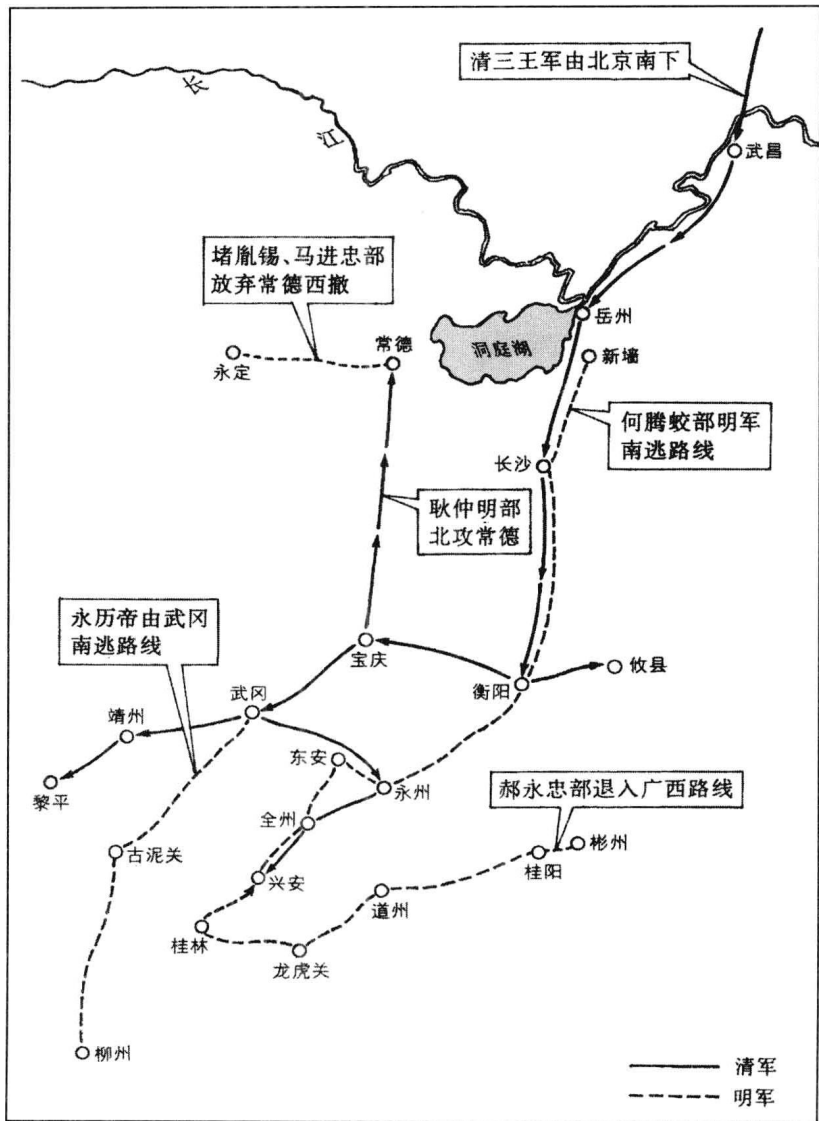 清三王军由北京南下
长
江
武昌
堵胤锡、马进忠部
放弃常德西撤
岳州
洞庭湖
新墙
常德
永定
何腾蛟部明军
南逃路线
长沙
耿仲明部
北攻常德
永历帝由武冈
南逃路线
宝庆
攸县
衡阳
武冈
靖州
东安
永州
黎平
郝永忠部退入广西路线
全州
彬州
古泥关
桂阳
兴安
道州
桂林
龙虎关
柳州
清军
明军